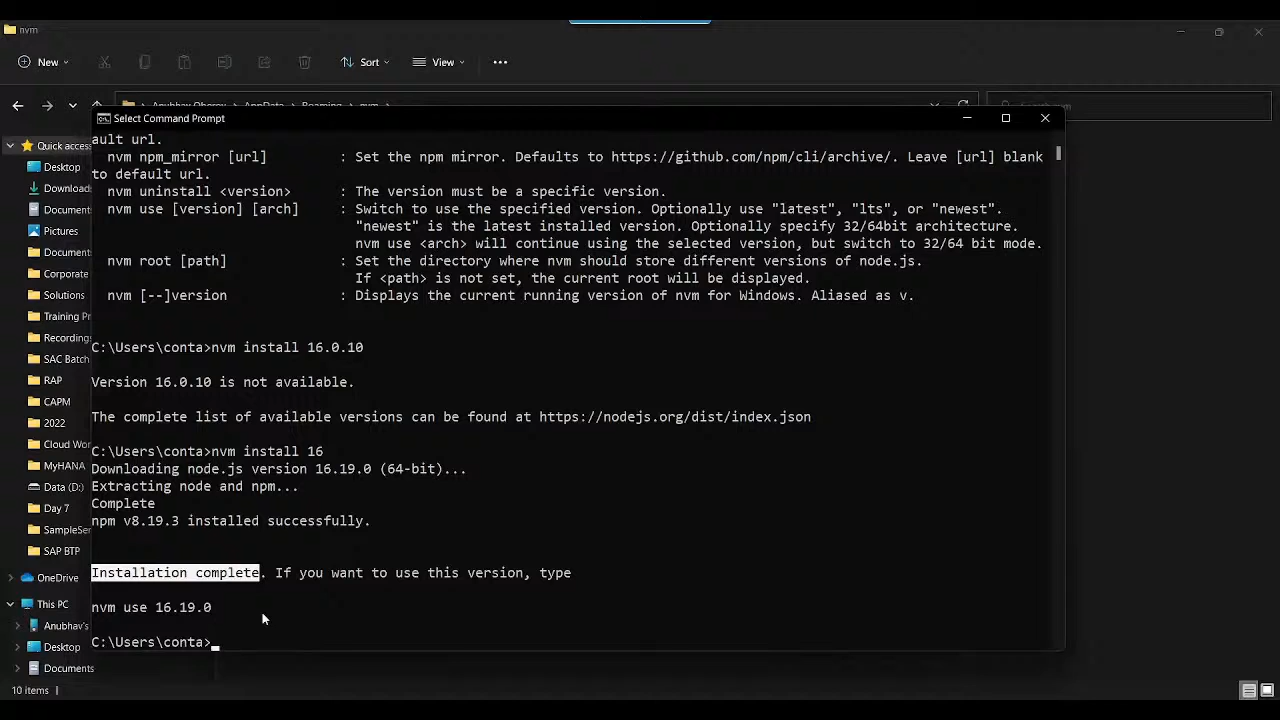 nvm
New
Sort
View
Anubhav Oberoy > AppData > Roaming > nvm >
Quick access
Desktop
Downloads
Documents
Pictures
Documents
Corporate
Solutions
Training Pr
Recordings
SAC Batch
RAP
CAPM
2022
Cloud Wo
MyHANA
Data (D:)
Day 7
SampleSer
SAP BTP
OneDrive
This PC
Anubhav's
Desktop
Documents
10 items
Select Command Prompt
ault url.
nvm npm_mirror [url] : Set the npm mirror. Defaults to https://github.com/npm/cli/archive/. Leave [url] blank
to default url.
nvm uninstall <version> : The version must be a specific version.
nvm use [version] [arch] : Switch to use the specified version. Optionally use "latest", "lts", or "newest".
"newest" is the latest installed version. Optionally specify 32/64bit architecture.
nvm use <arch> will continue using the selected version, but switch to 32/64 bit mode.
nvm root [path] : Set the directory where nvm should store different versions of node.js.
If <path> is not set, the current root will be displayed.
nvm [--]version : Displays the current running version of nvm for Windows. Aliased as v.
C:\Users\conta>nvm install 16.0.10
Version 16.0.10 is not available.
The complete list of available versions can be found at https://nodejs.org/dist/index.json
C:\Users\conta>nvm install 16
Downloading node.js version 16.19.0 (64-bit)...
Extracting node and npm...
Complete
npm v8.19.3 installed successfully.
Installation complete. If you want to use this version, type
nvm use 16.19.0
C:\Users\conta>